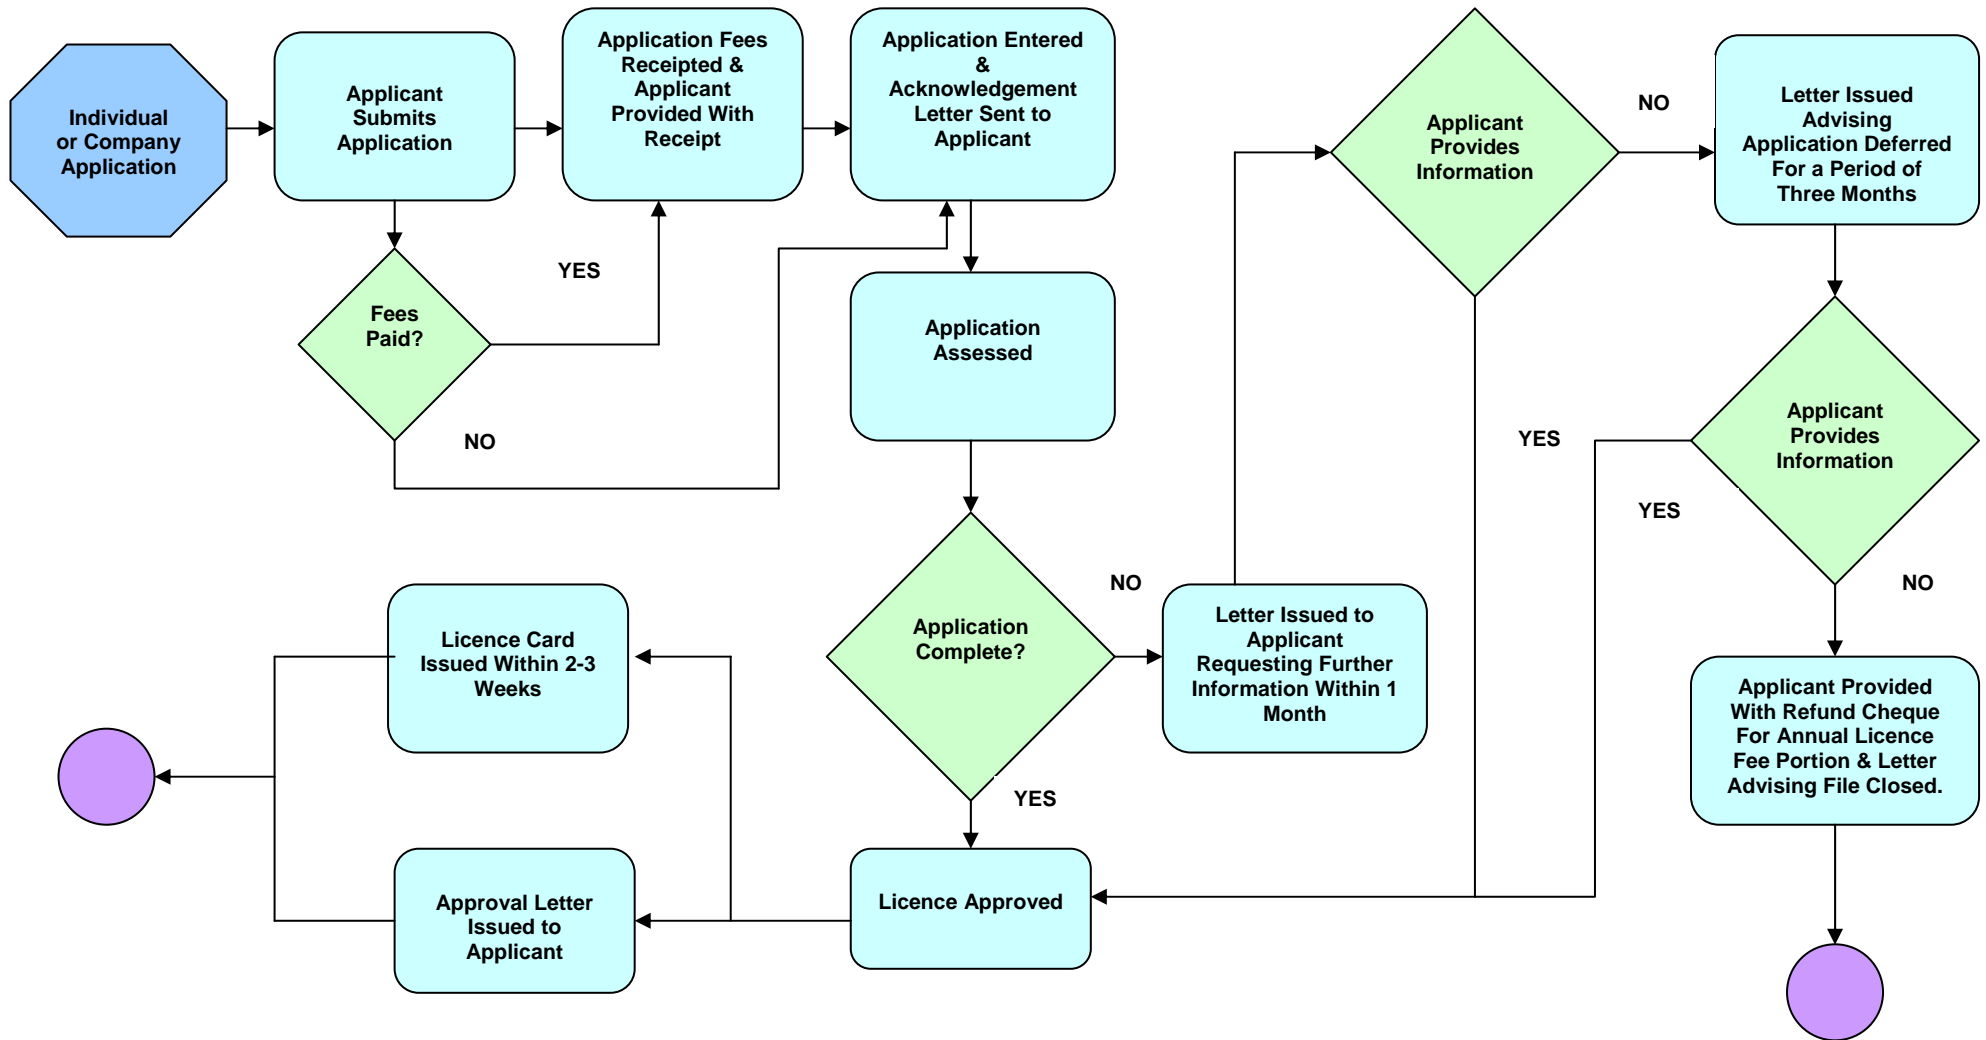 Individual
or Company
Application
Applicant
Submits
Application
Application Fees
Receipted &
Applicant
Provided With
Receipt
Application Entered
&
Acknowledgement
Letter Sent to
Applicant
Applicant
Provides
Information
NO
Letter Issued
Advising
Application Deferred
For a Period of
Three Months
Fees
Paid?
YES
NO
Application
Assessed
YES
Applicant
Provides
Information
YES
NO
Application
Complete?
NO
YES
Letter Issued to
Applicant
Requesting Further
Information Within 1
Month
Licence Card
Issued Within 2-3
Weeks
Applicant Provided
With Refund Cheque
For Annual Licence
Fee Portion & Letter
Advising File Closed.
Licence Approved
Approval Letter
Issued to
Applicant